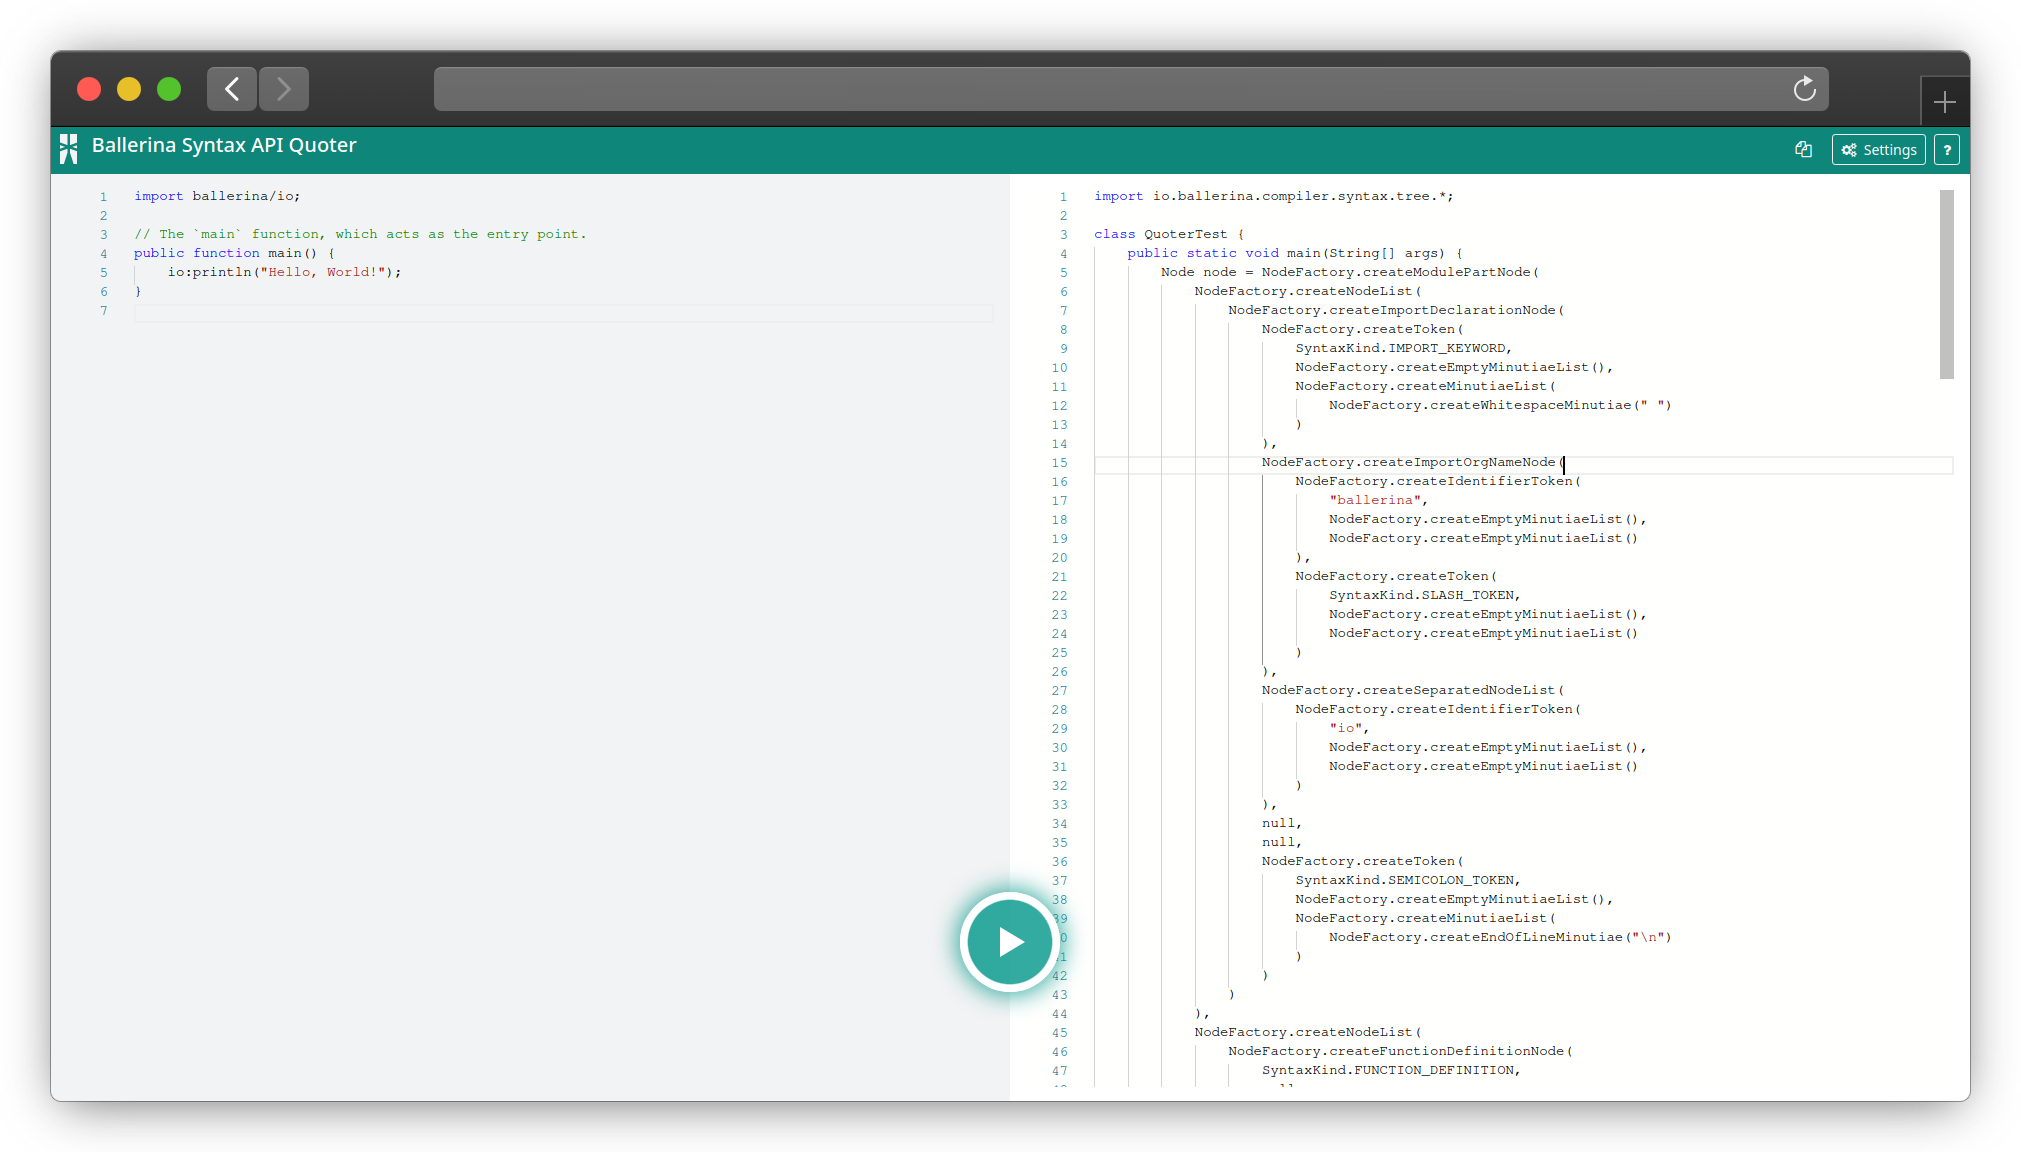 Ballerina Syntax API Quoter
Settings
?
1 import ballerina/io;
2
3 // The `main` function, which acts as the entry point.
4 public function main() {
5     io:println("Hello, World!");
6 }
7
1 import io.ballerina.compiler.syntax.tree.*;
2
3 class QuoterTest {
4     public static void main(String[] args) {
5         Node node = NodeFactory.createModulePartNode(
6             NodeFactory.createNodeList(
7                 NodeFactory.createImportDeclarationNode(
8                     NodeFactory.createToken(
9                         SyntaxKind.IMPORT_KEYWORD,
10                         NodeFactory.createEmptyMinutiaeList(),
11                         NodeFactory.createMinutiaeList(
12                             NodeFactory.createWhitespaceMinutiae(" ")
13                         )
14                     ),
15                     NodeFactory.createImportOrgNameNode(
16                         NodeFactory.createIdentifierToken(
17                             "ballerina",
18                             NodeFactory.createEmptyMinutiaeList(),
19                             NodeFactory.createEmptyMinutiaeList()
20                         ),
21                         NodeFactory.createToken(
22                             SyntaxKind.SLASH_TOKEN,
23                             NodeFactory.createEmptyMinutiaeList(),
24                             NodeFactory.createEmptyMinutiaeList()
25                         )
26                     ),
27                     NodeFactory.createSeparatedNodeList(
28                         NodeFactory.createIdentifierToken(
29                             "io",
30                             NodeFactory.createEmptyMinutiaeList(),
31                             NodeFactory.createEmptyMinutiaeList()
32                         )
33                     ),
34                     null,
35                     null,
36                     NodeFactory.createToken(
37                         SyntaxKind.SEMICOLON_TOKEN,
38                         NodeFactory.createEmptyMinutiaeList(),
39                         NodeFactory.createMinutiaeList(
0                             NodeFactory.createEndOfLineMinutiae("\n")
1                         )
42                     )
43                 )
44             ),
45             NodeFactory.createNodeList(
46                 NodeFactory.createFunctionDefinitionNode(
47                     SyntaxKind.FUNCTION_DEFINITION,